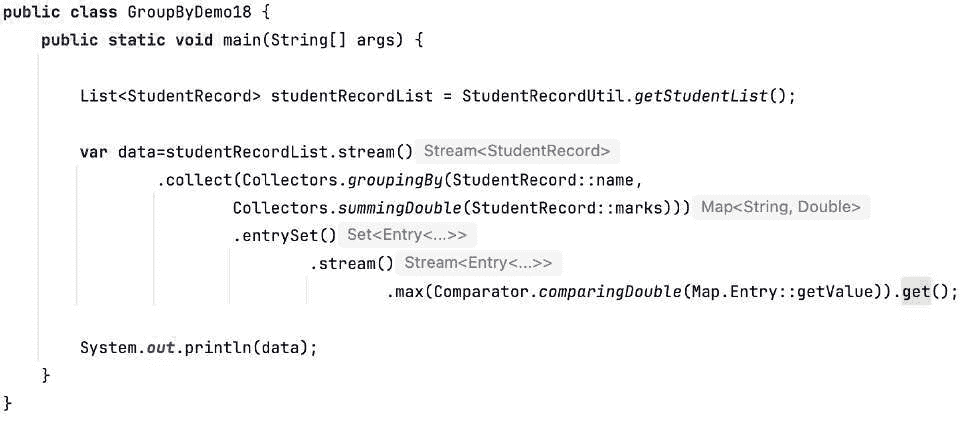 public class GroupByDemo18 {
public static void main(String[] args) {
List<StudentRecord> studentRecordList = StudentRecordUtil.getStudentList();
var data=studentRecordList.stream() Stream<StudentRecord>
.collect(Collectors.groupingBy(StudentRecord::name,
Collectors.summingDouble(StudentRecord::marks))) Map<String, Double>
.entrySet() Set<Entry<...>>
.stream() Stream<Entry<...>>
.max(Comparator.comparingDouble(Map.Entry::getValue)).get();
System.out.println(data);
}
}